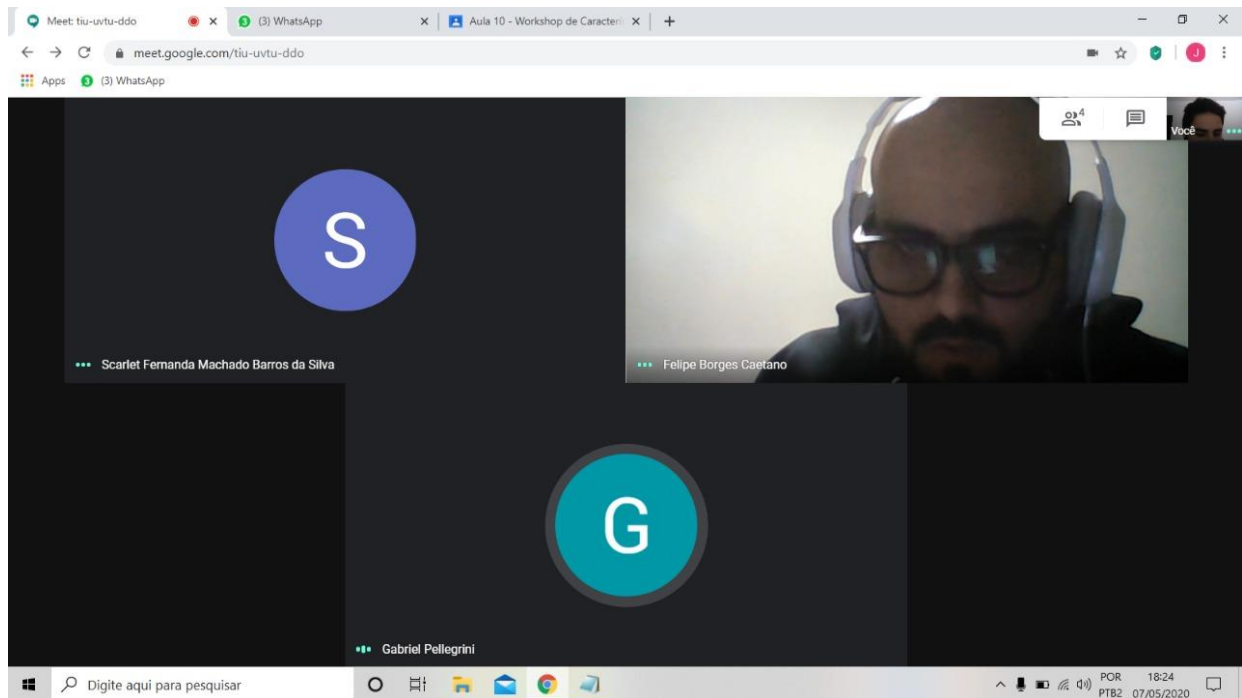 Meet: tiu-uvtu-ddo
(3) WhatsApp
Aula 10 - Workshop de Caracterí
meet.google.com/tiu-uvtu-ddo
J
Apps
3
(3) WhatsApp
4
Você
S
Scarlet Fernanda Machado Barros da Silva
Felipe Borges Caetano
G
Gabriel Pellegrini
Digite aqui para pesquisar
POR
PTB2
18:24
07/05/2020